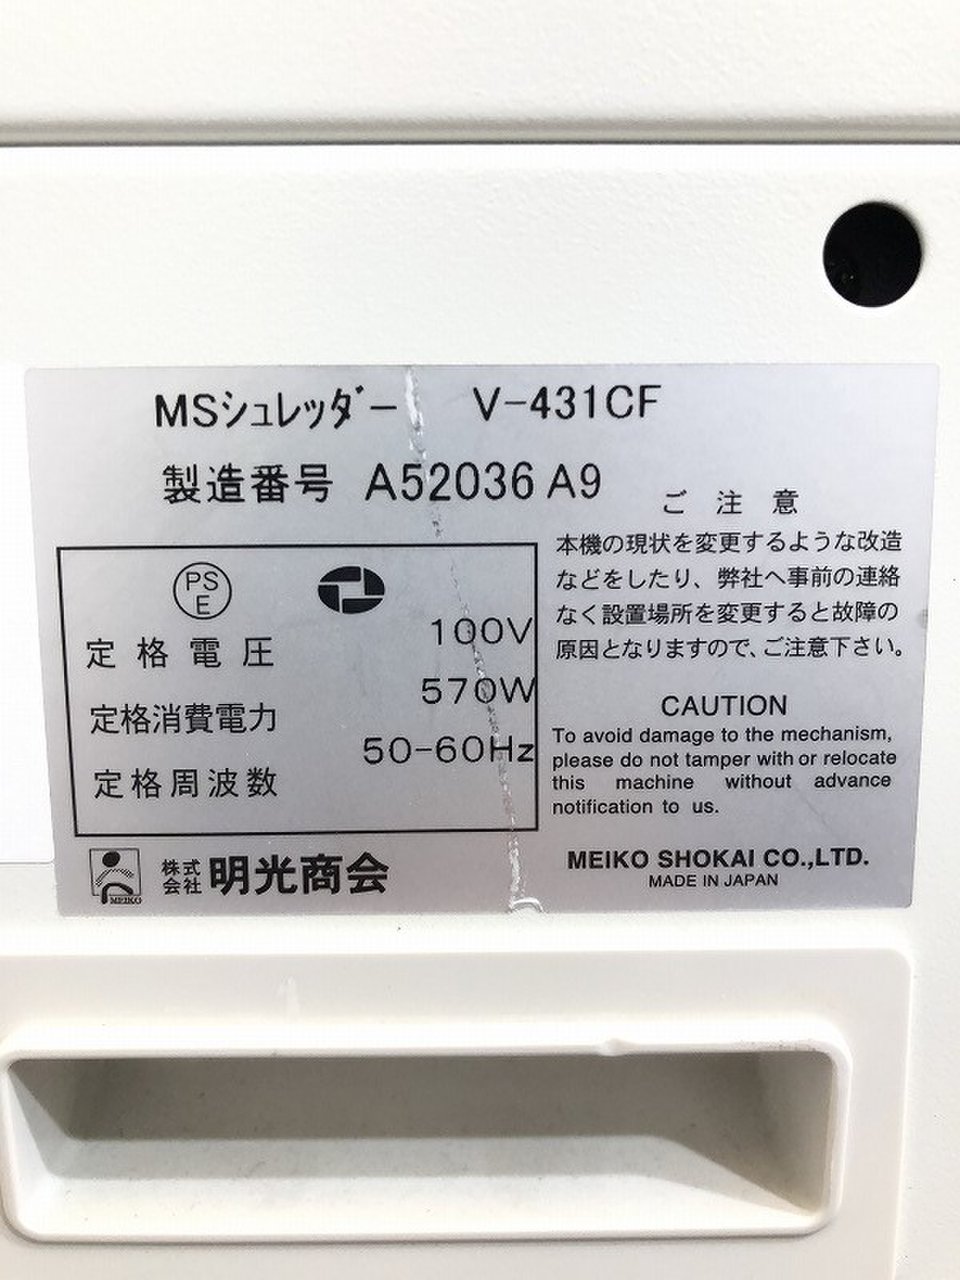 MSシュレッダー V-431CF
製造番号 A52036 A9
PS
E
定格電圧 100V
定格消費電力 570W
定格周波数 50-60Hz
ご注意
本機の現状を変更するような改造
などをしたり、弊社へ事前の連絡
なく設置場所を変更すると故障の
原因となりますので、ご注意下さい。
CAUTION
To avoid damage to the mechanism,
please do not tamper with or relocate
this machine without advance
notification to us.
MEIKO
株式
会社 明光商会
MEIKO SHOKAI CO.,LTD.
MADE IN JAPAN